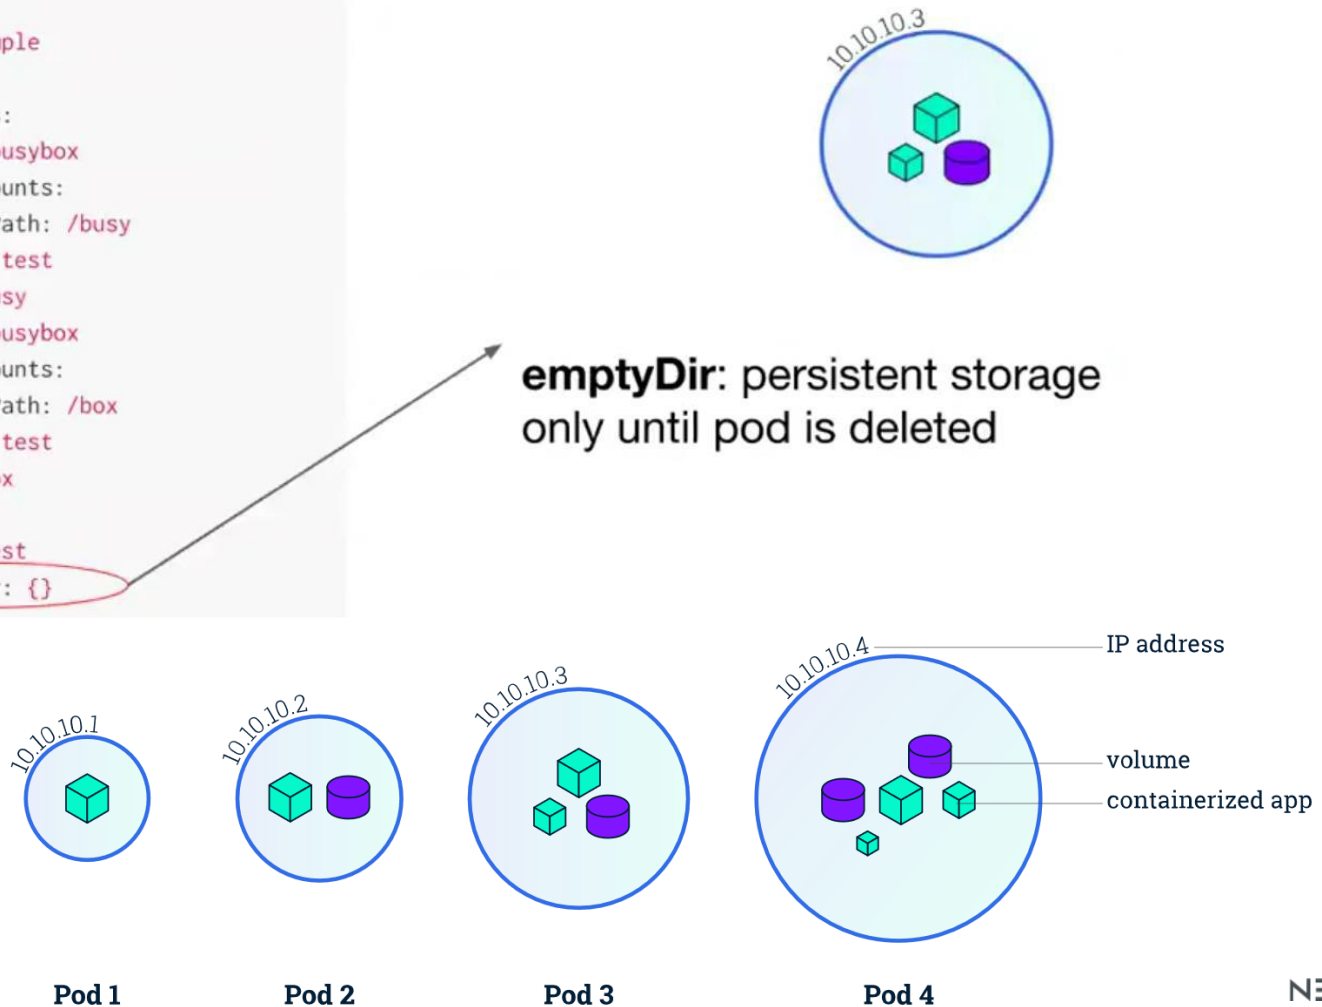 ple
:
usybox
unts:
ath: /busy
test
sy
usybox
unts:
ath: /box
test
x
st
: {}
10.10.10.3
emptyDir: persistent storage
only until pod is deleted
10.10.10.1
10.10.10.2
10.10.10.3
10.10.10.4
IP address
volume
containerized app
Pod 1
Pod 2
Pod 3
Pod 4